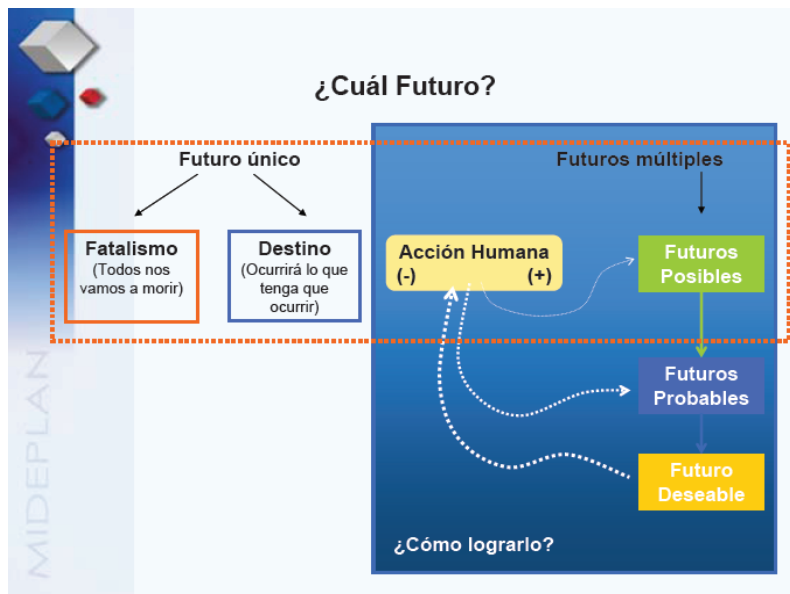 ¿Cuál Futuro?
Futuro único
Futuros múltiples
Fatalismo
(Todos nos
vamos a morir)
Destino
(Ocurrirá lo que
tenga que
ocurrir)
Acción Humana
(-) (+)
Futuros
Posibles
Futuros
Probables
Futuro
Deseable
¿Cómo lograrlo?
MIDEPLAN